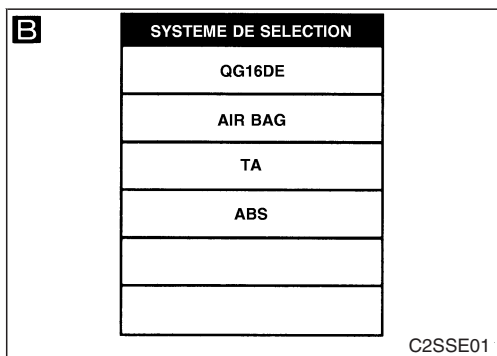 B
SYSTEME DE SELECTION
QG16DE
AIR BAG
TA
ABS
C2SSE01